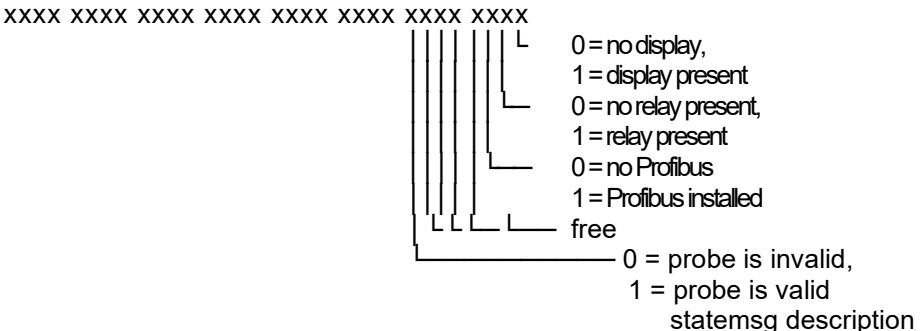 xxxx xxxx xxxx xxxx xxxx xxxx xxxx xxxx
0 = no display,
1 = display present
0 = no relay present,
1 = relay present
0 = no Profibus
1 = Profibus installed
free
0 = probe is invalid,
1 = probe is valid
statemsg description